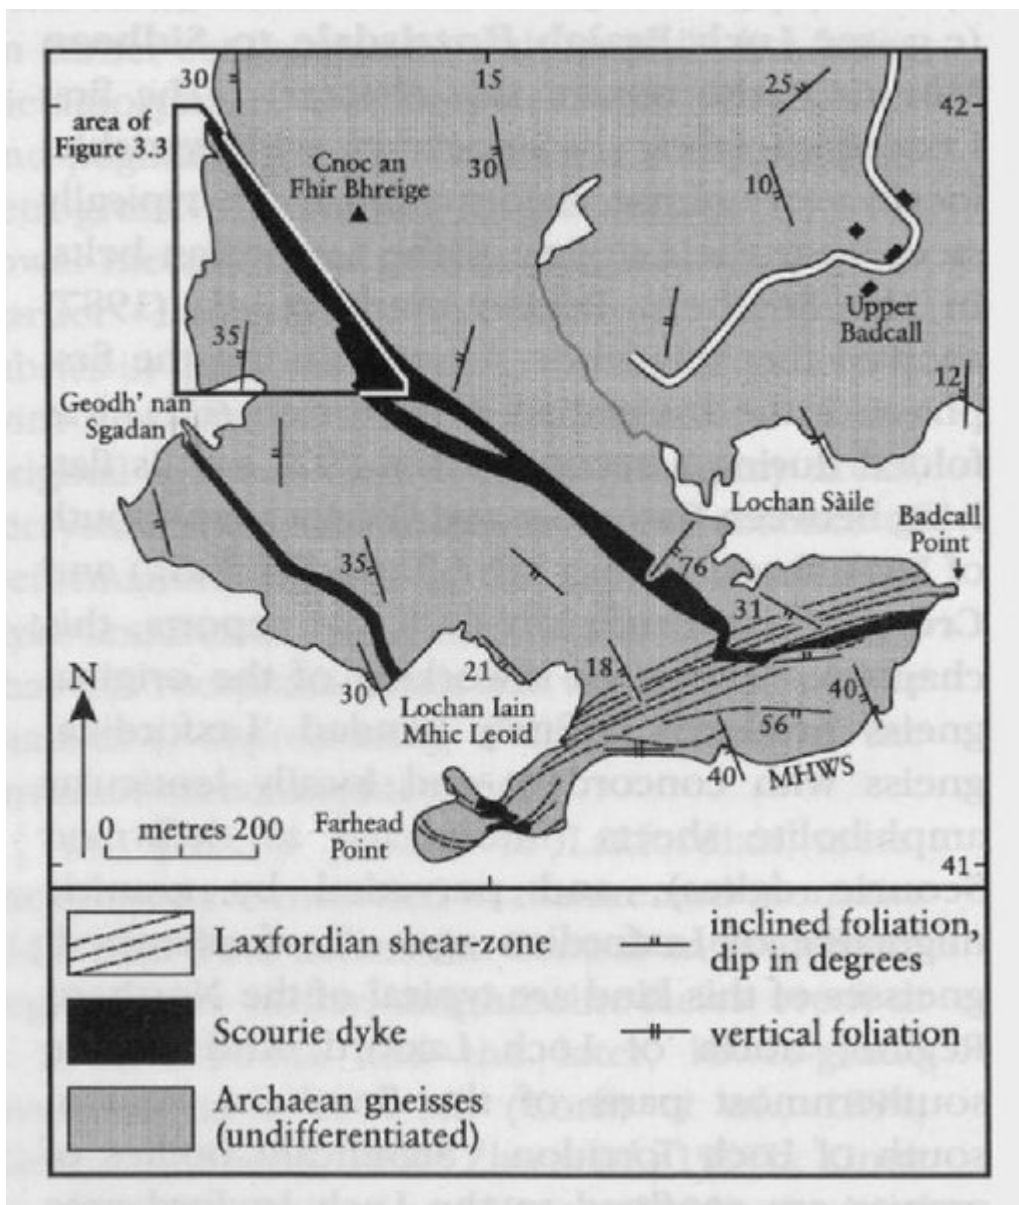 30
15
25
42
area of
Figure 3.3
Cnoc an
Fhir Bhreige
30
10
35
Upper
Badcall
12
Geodh' nan
Sgadan
Lochan Sàile
Badcall
Point
35
76
31
21
18
30
40
N
Lochan Iain
Mhic Leoid
56
40
MHWS
0 metres 200
Farhead
Point
41
Laxfordian shear-zone
inclined foliation,
dip in degrees
Scourie dyke
vertical foliation
Archaean gneisses
(undifferentiated)